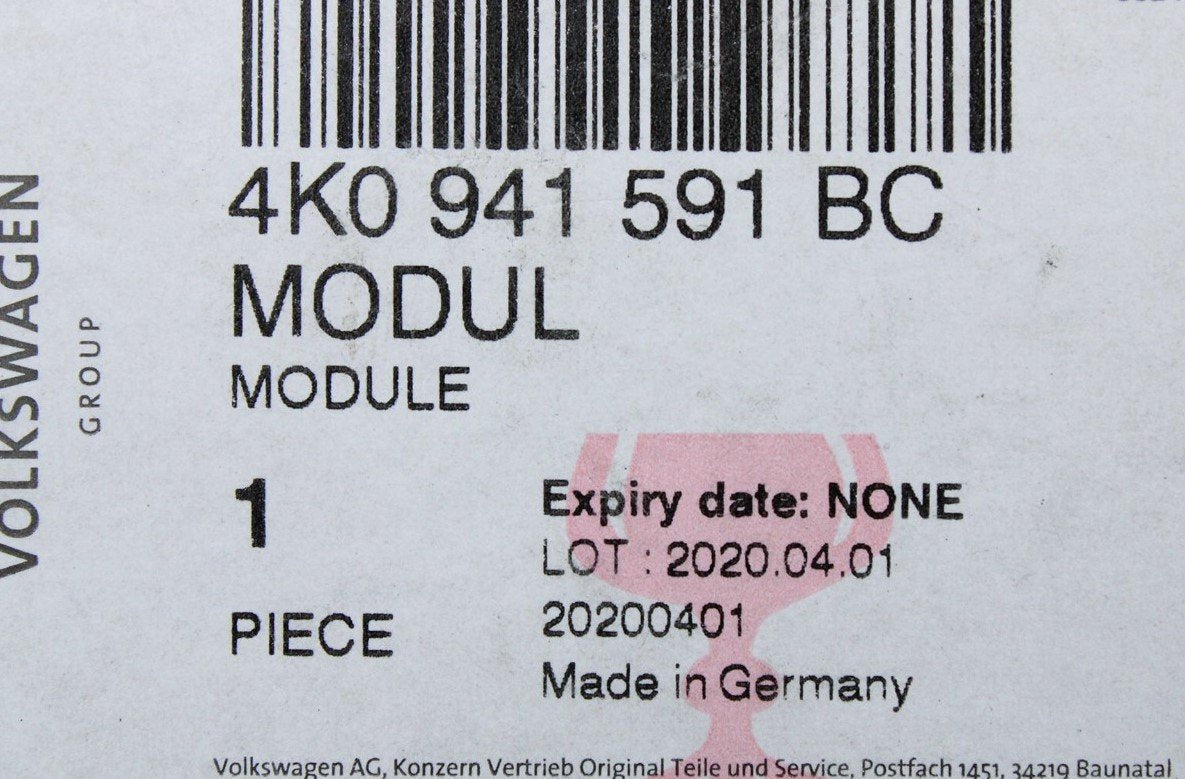 4K0 941 591 BC
MODUL
MODULE
1
PIECE
Expiry date: NONE
LOT : 2020.04.01
20200401
Made in Germany
Volkswagen AG, Konzern Vertrieb Original Teile und Service, Postfach 1451, 34219 Baunatal
VOLKSWAGEN
GROUP